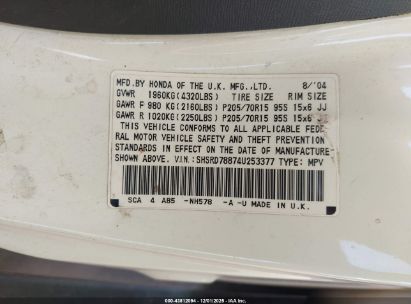 MFD.BY HONDA OF THE U.K. MFG.,LTD. 8/'04
GVWR 1960KG(4320LBS) TIRE SIZE RIM SIZE
GAWR F 980 KG(2160LBS) P205/70R15 95S 15x6 JJ
GAWR R 1020KG(2250LBS) P205/70R15 95S 15x6 JJ
THIS VEHICLE CONFORMS TO ALL APPLICABLE FEDE-
RAL MOTOR VEHICLE SAFETY AND THEFT PREVENTION
STANDARDS IN EFFECT ON THE DATE OF MANUFACTURE
SHOWN ABOVE. V.I.N.:SHSRD78874U253377 TYPE: MPV
SCA 4 A85 -NH578 -A -U MADE IN U.K.